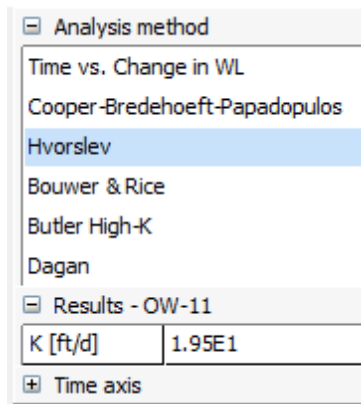 Analysis method
Time vs. Change in WL
Cooper-Bredehoeft-Papadopulos
Hvorslev
Bouwer & Rice
Butler High-K
Dagan
Results - OW-11
K [ft/d] 1.95E1
Time axis